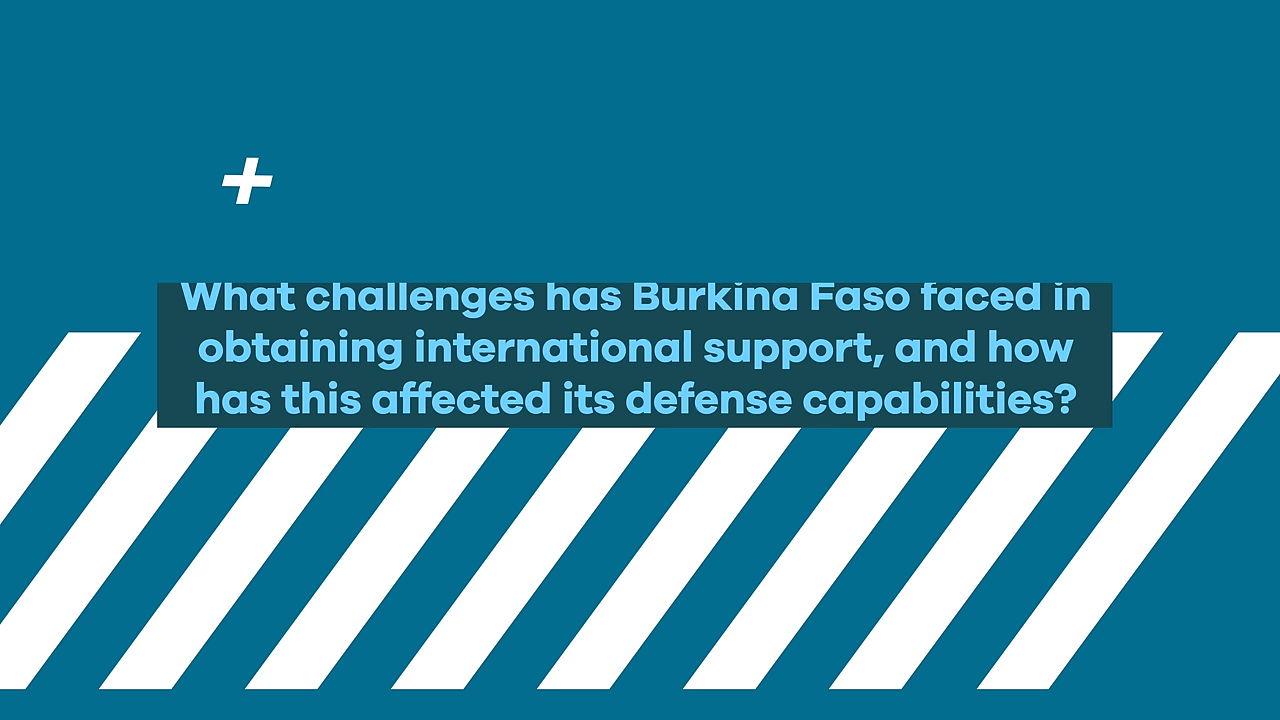 What challenges has Burkina Faso faced in
obtaining international support, and how
has this affected its defense capabilities?